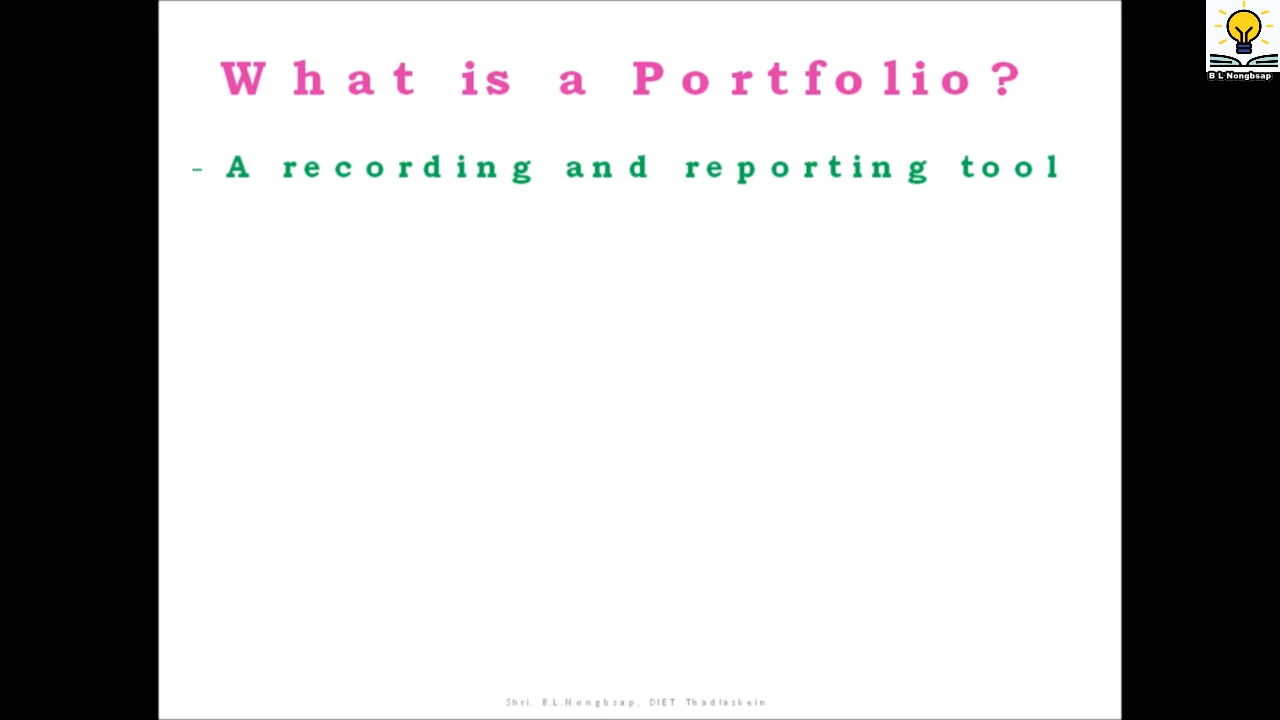 What is a Portfolio?
- A recording and reporting tool
B L Nongbsap
Shri. B.L.Nongbsap, DIET Thadlaskein